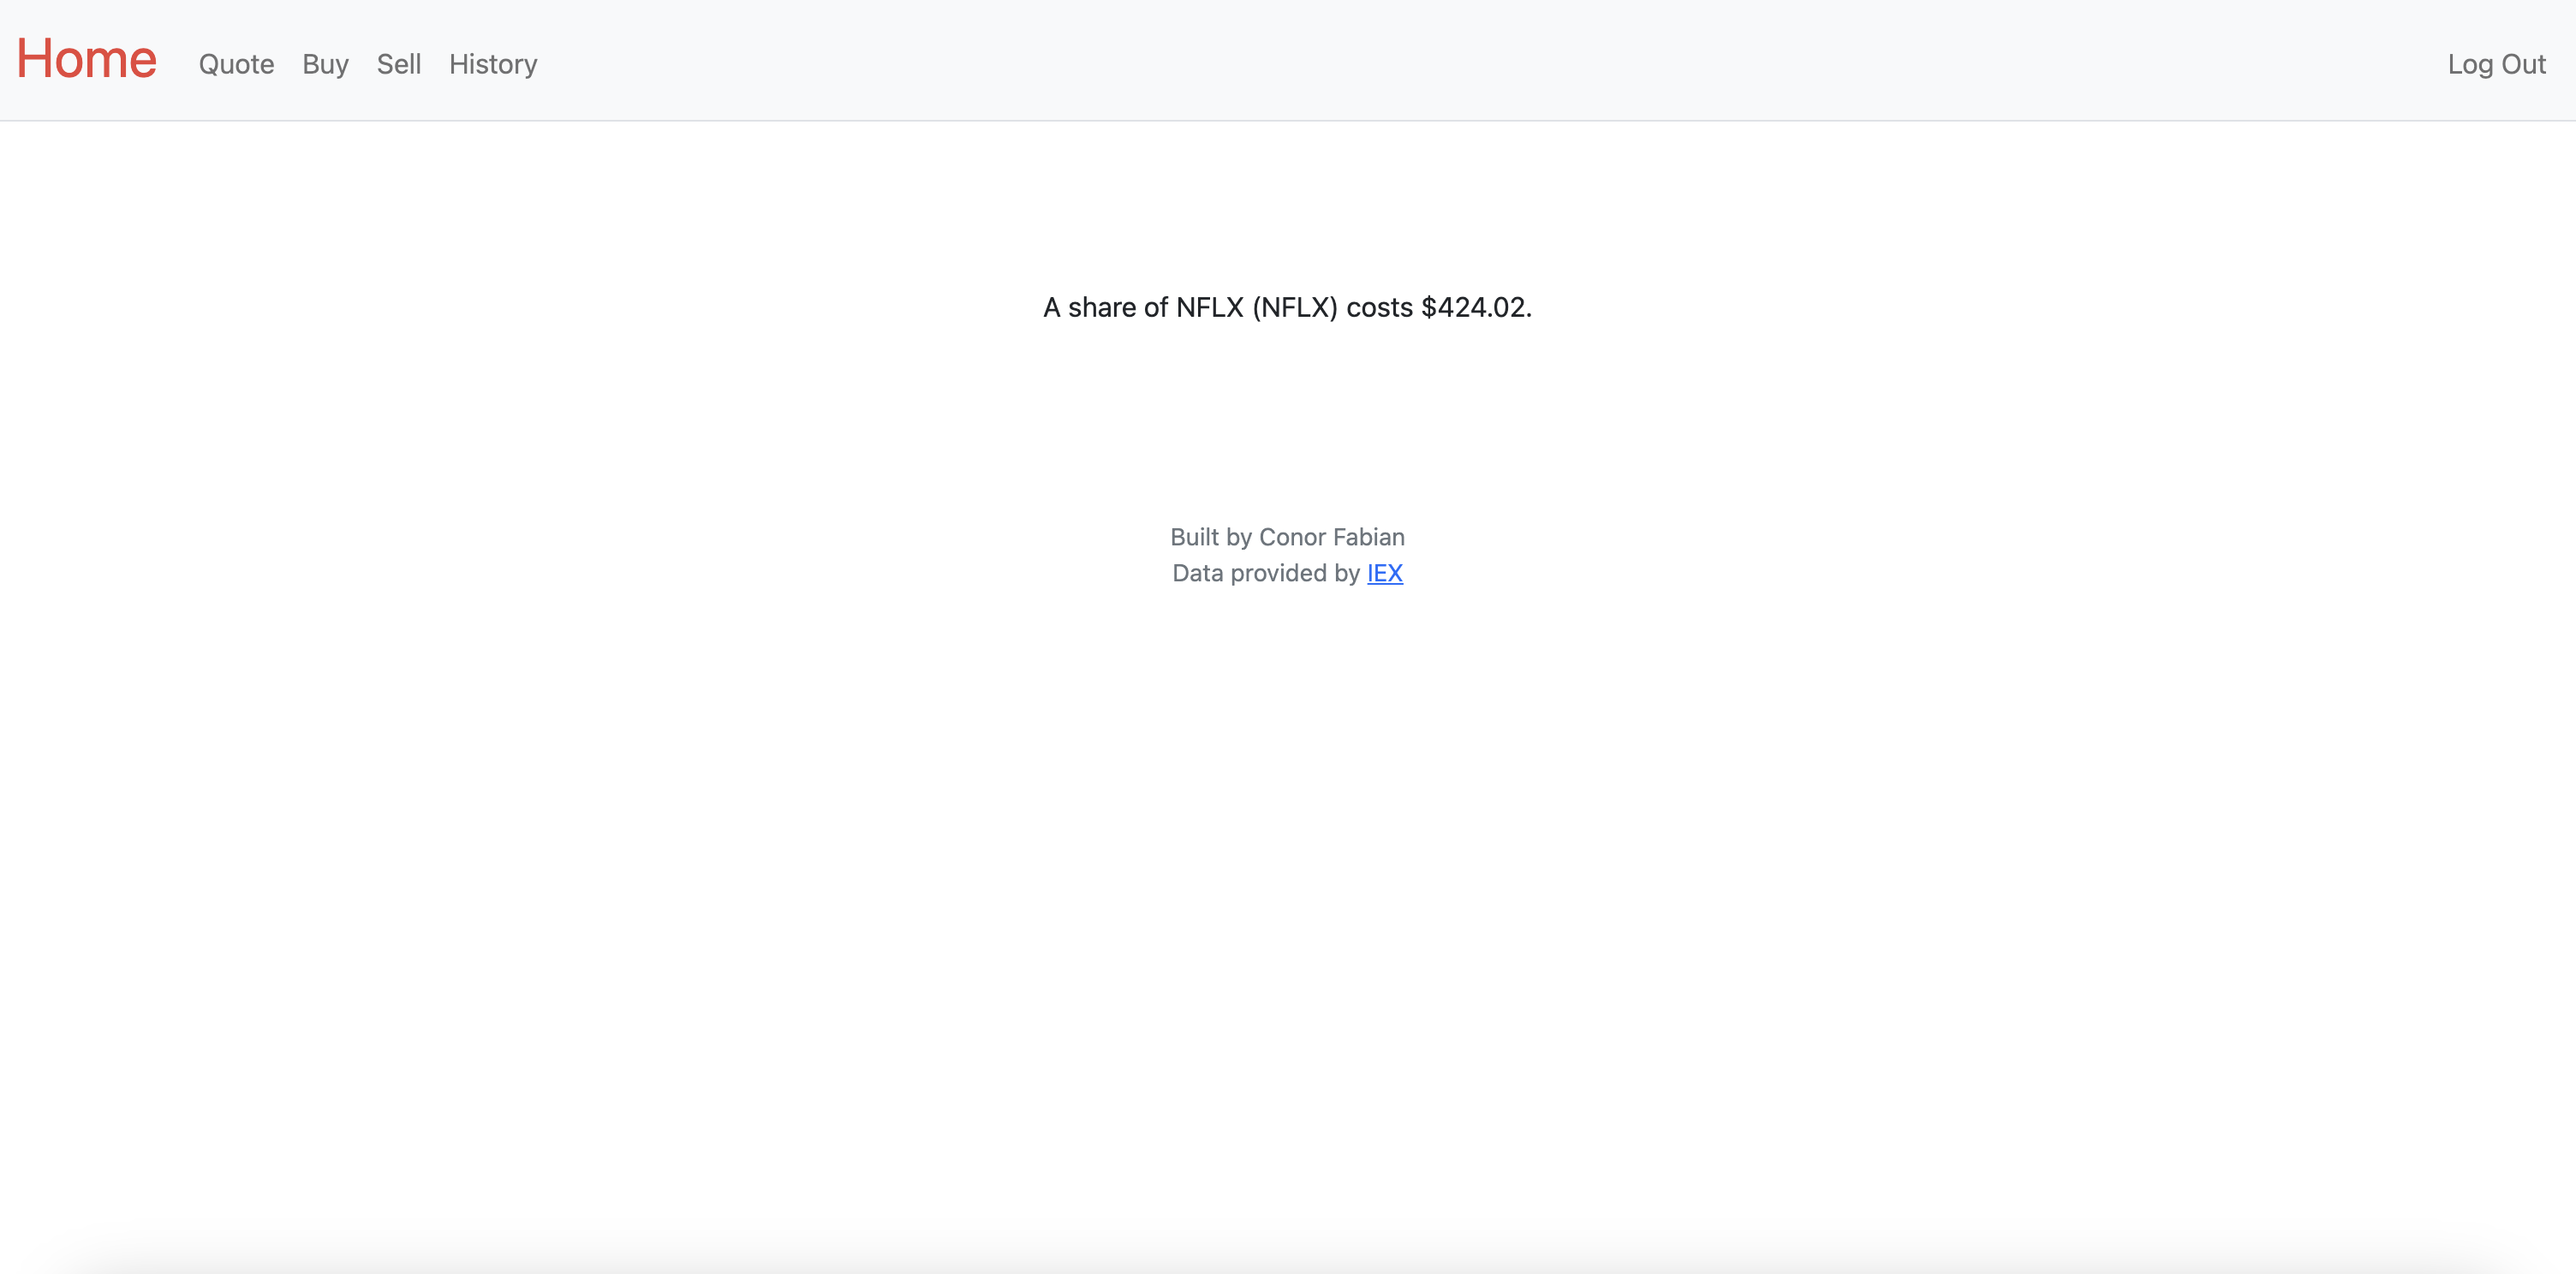 Home Quote Buy Sell History Log Out
A share of NFLX (NFLX) costs $424.02.
Built by Conor Fabian
Data provided by IEX